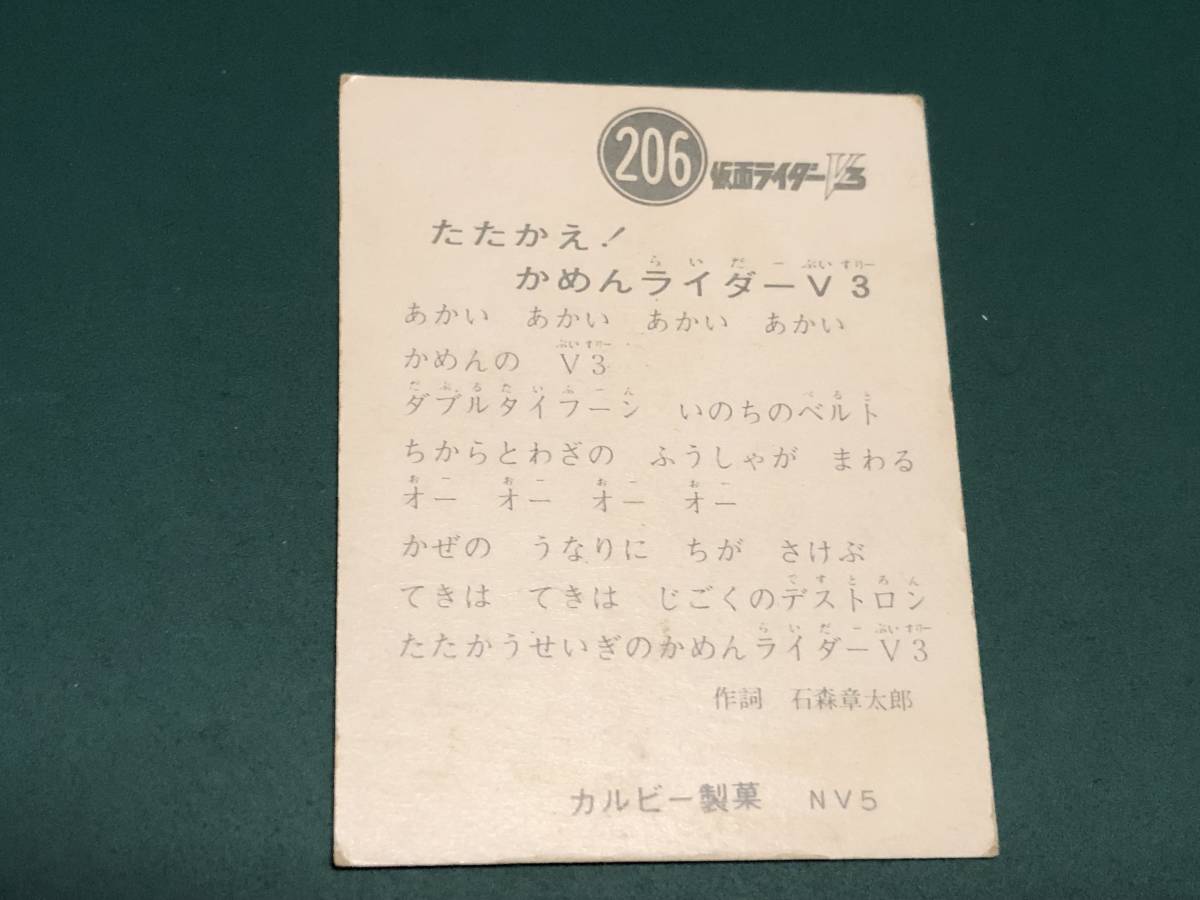 206 仮面ライダーV3
たたかえ！
かめんライダーV3
らいだー ぶいすりー
あかい あかい あかい あかい
かめんの V3
ぶいすりー
ダブルタイフーン いのちのベルト
だぶるたいふーん べると
ちからとわざの ふうしゃが まわる
オニ オニ オニ オニ
おに おに おに おに
かぜの うなりに ちが さけぶ
てきは てきは じごくのデストロン
ですとろん
たたかうせいぎのかめんライダーV3
らいだー ぶいすりー
作詞 石森章太郎
カルビー製菓 NV5